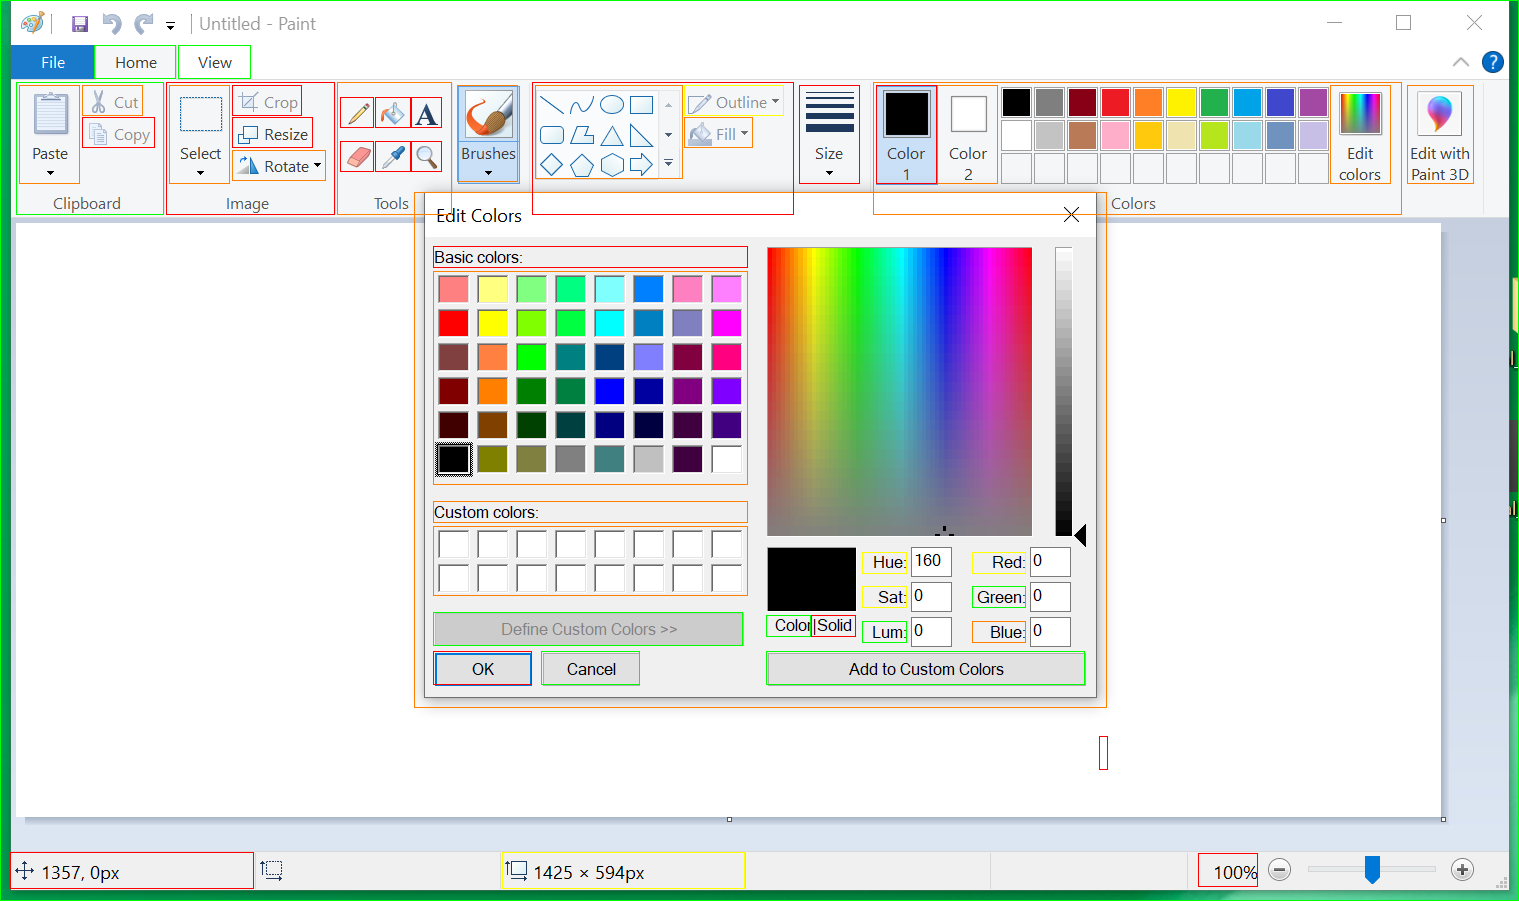 Untitled - Paint
File Home View ?
Paste
Cut
Copy
Clipboard
Select
Crop
Resize
Rotate
Image
A
Tools
Brushes
Outline
Fill
Size
Color 1
Color 2
Edit colors
Colors
Edit with Paint 3D
Edit Colors
Basic colors:
Custom colors:
Define Custom Colors >>
OK Cancel
Hue: 160 Red: 0
Sat: 0 Green: 0
Color|Solid
Lum: 0 Blue: 0
Add to Custom Colors
1357, 0px 1425 × 594px 100%